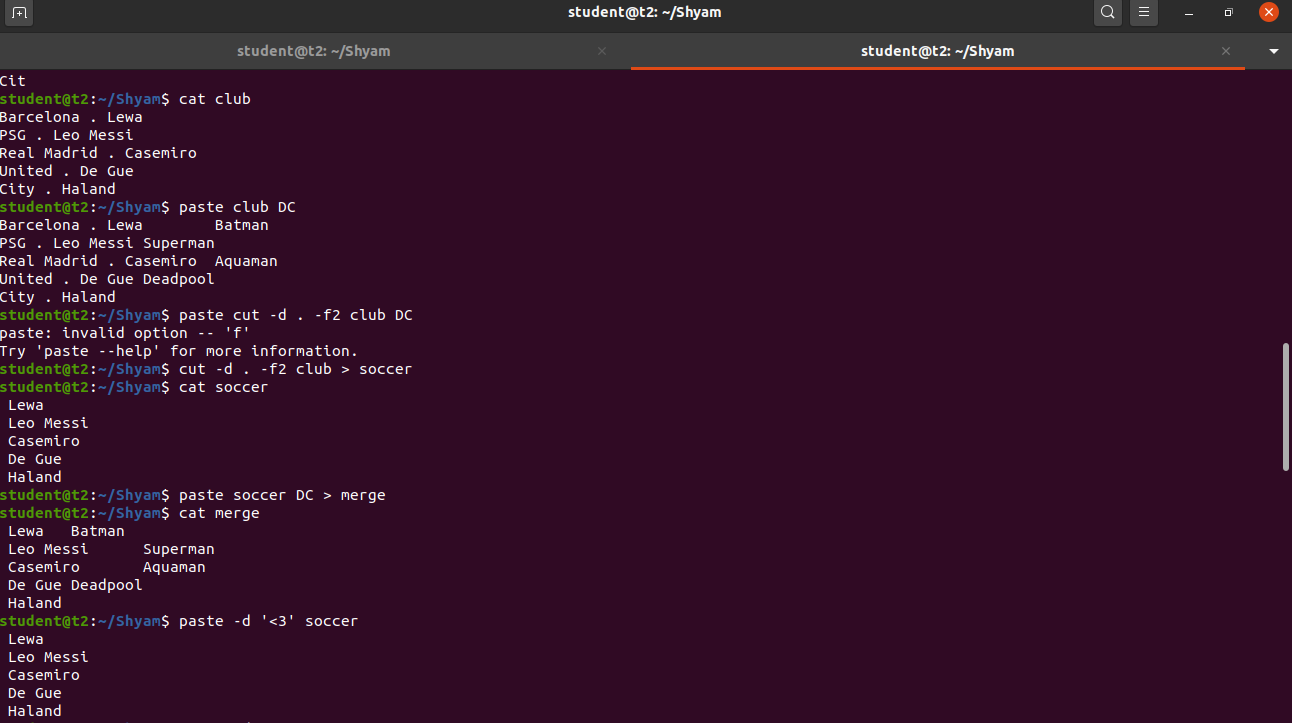 student@t2: ~/Shyam
student@t2: ~/Shyam
student@t2: ~/Shyam
Cit
student@t2:~/Shyam$ cat club
Barcelona . Lewa
PSG . Leo Messi
Real Madrid . Casemiro
United . De Gue
City . Haland
student@t2:~/Shyam$ paste club DC
Barcelona . Lewa        Batman
PSG . Leo Messi Superman
Real Madrid . Casemiro  Aquaman
United . De Gue Deadpool
City . Haland
student@t2:~/Shyam$ paste cut -d . -f2 club DC
paste: invalid option -- 'f'
Try 'paste --help' for more information.
student@t2:~/Shyam$ cut -d . -f2 club > soccer
student@t2:~/Shyam$ cat soccer
 Lewa
 Leo Messi
 Casemiro
 De Gue
 Haland
student@t2:~/Shyam$ paste soccer DC > merge
student@t2:~/Shyam$ cat merge
 Lewa   Batman
 Leo Messi      Superman
 Casemiro       Aquaman
 De Gue Deadpool
 Haland
student@t2:~/Shyam$ paste -d '<3' soccer
 Lewa
 Leo Messi
 Casemiro
 De Gue
 Haland